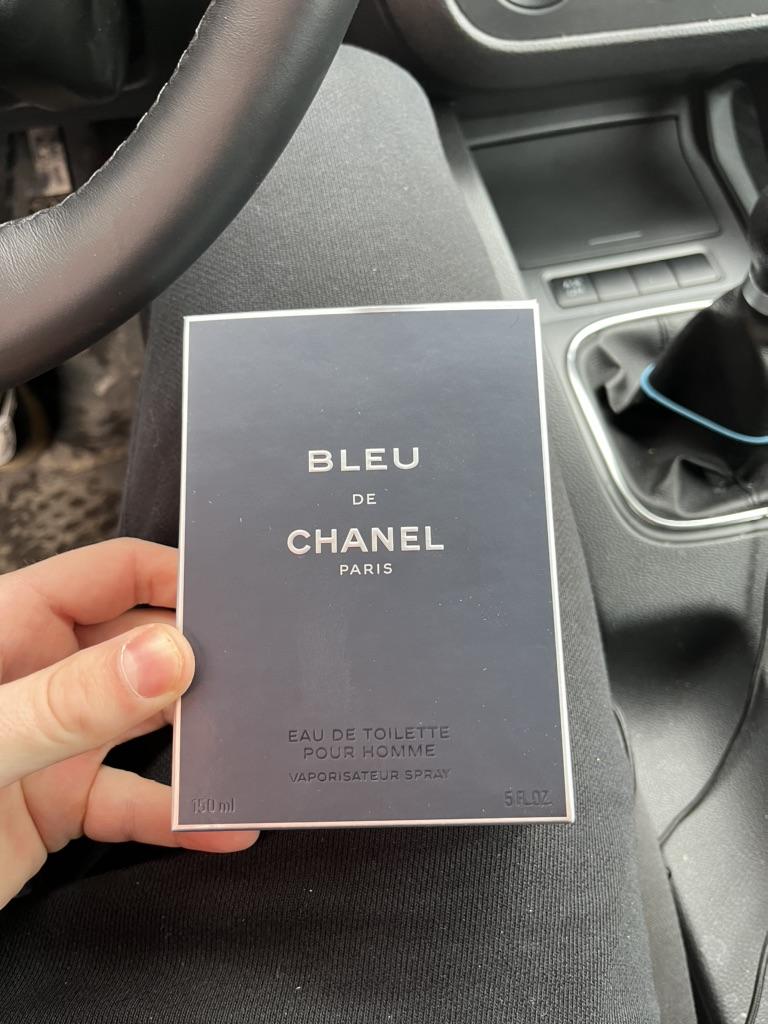 BLEU
DE
CHANEL
PARIS
EAU DE TOILETTE
POUR HOMME
VAPORISATEUR SPRAY
150 ml
5 FL.OZ.